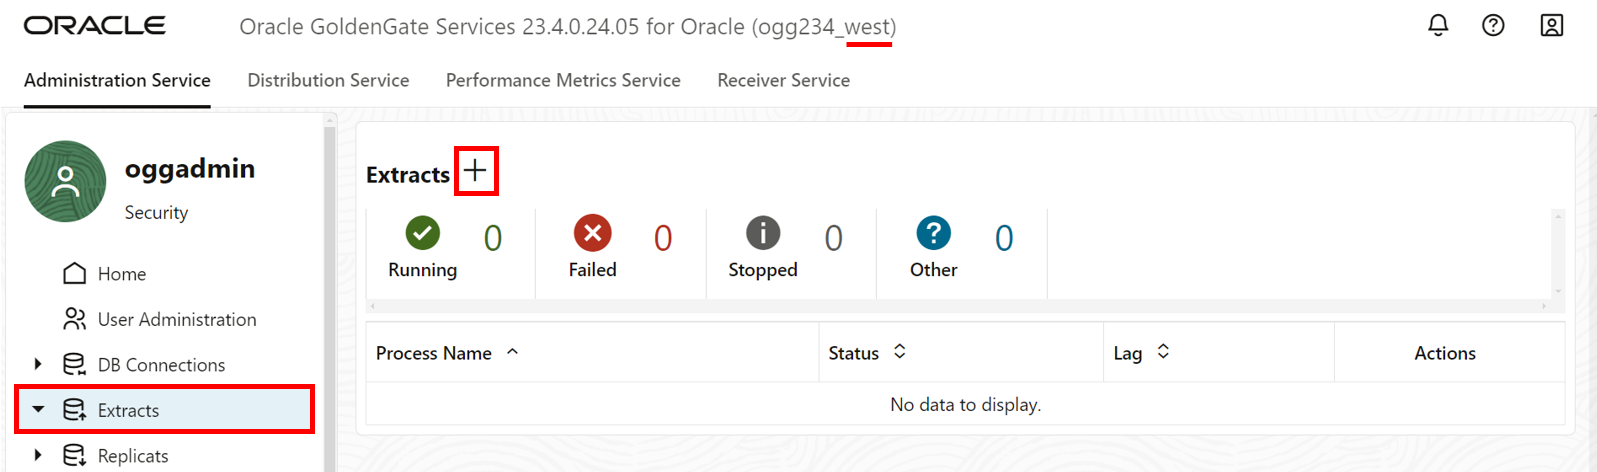 ORACLE Oracle GoldenGate Services 23.4.0.24.05 for Oracle (ogg234_west)
Administration Service Distribution Service Performance Metrics Service Receiver Service
oggadmin
Security
Home
User Administration
DB Connections
Extracts
Replicats
Extracts
0 0 0 0
Running Failed Stopped Other
Process Name Status Lag Actions
No data to display.